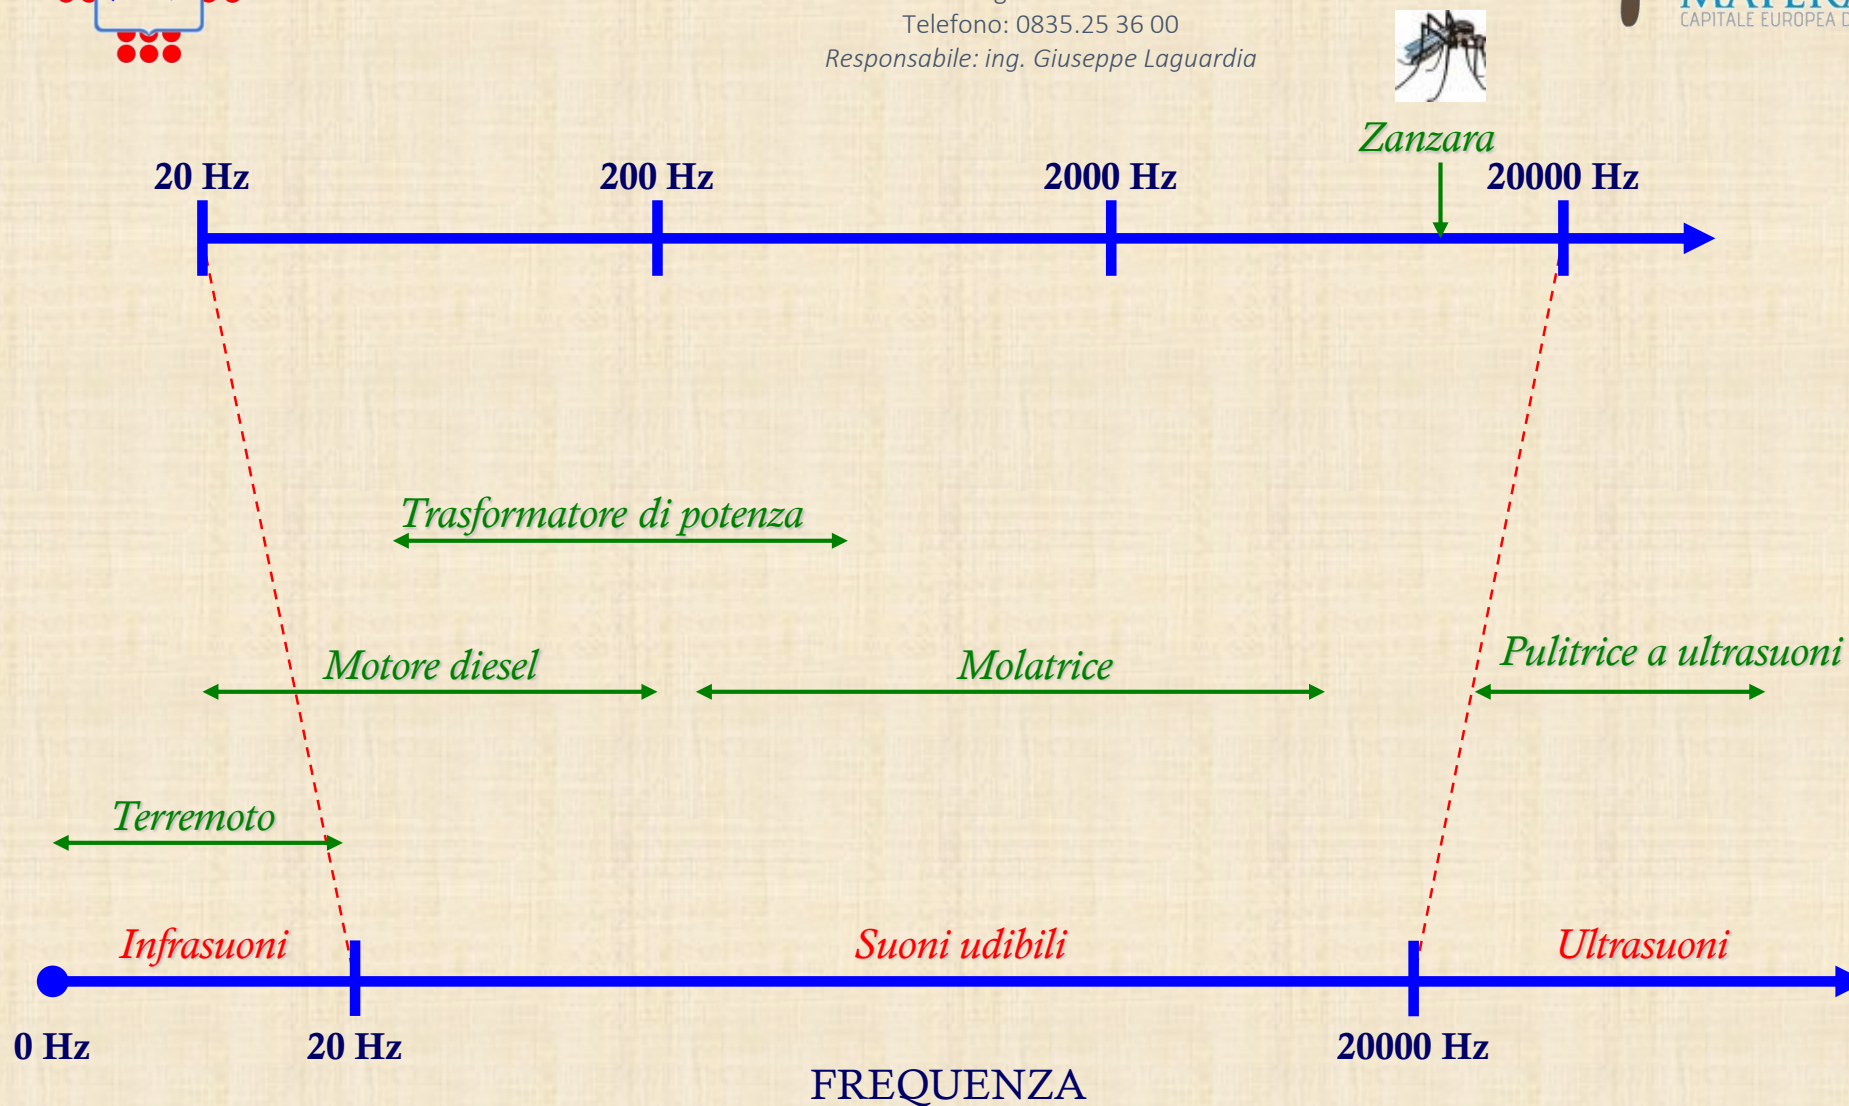 Telefono: 0835.25 36 00
Responsabile: ing. Giuseppe Laguardia
CAPITALE EUROPEA
Zanzara
20 Hz 200 Hz 2000 Hz 20000 Hz
Trasformatore di potenza
Motore diesel Molatrice Pulitrice a ultrasuoni
Terremoto
Infrasuoni Suoni udibili Ultrasuoni
0 Hz 20 Hz 20000 Hz
FREQUENZA